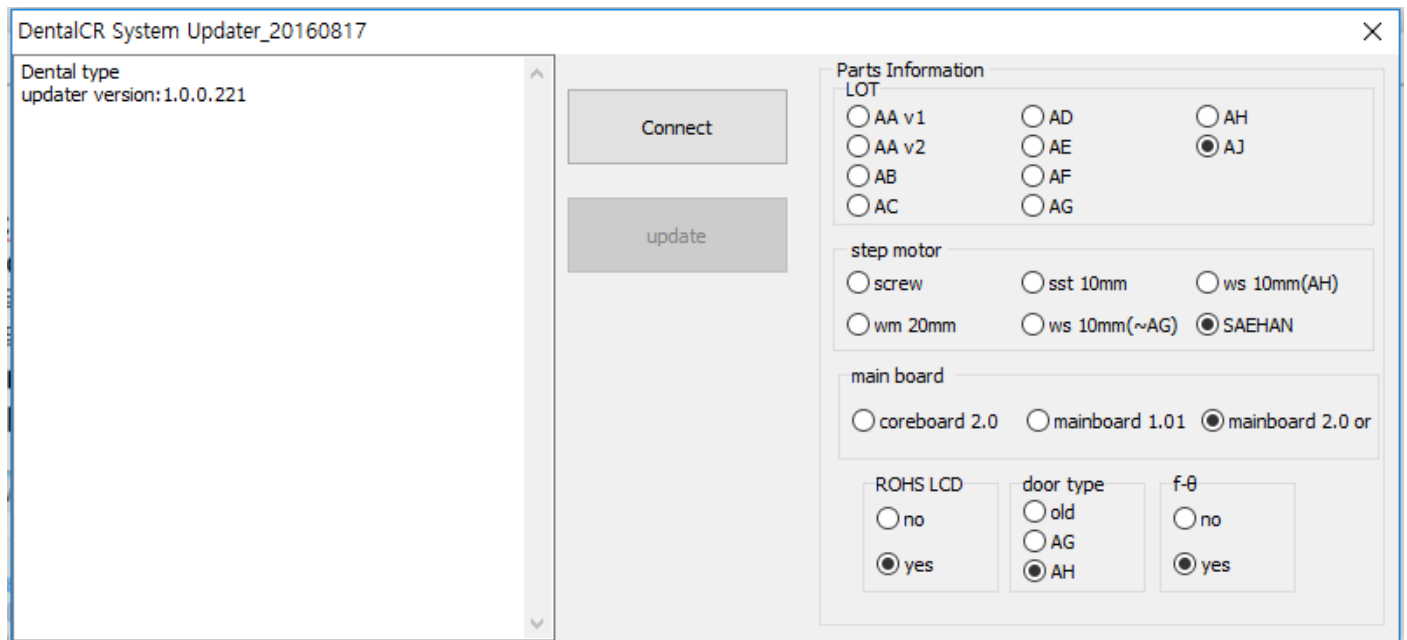 DentalCR System Updater_20160817
Dental type
updater version:1.0.0.221
Connect
update
Parts Information
LOT
AA v1
AD
AH
AA v2
AE
AJ
AB
AF
AC
AG
step motor
screw
sst 10mm
ws 10mm(AH)
wm 20mm
ws 10mm(~AG)
SAEHAN
main board
coreboard 2.0
mainboard 1.01
mainboard 2.0 or
ROHS LCD
no
yes
door type
old
AG
AH
f-θ
no
yes